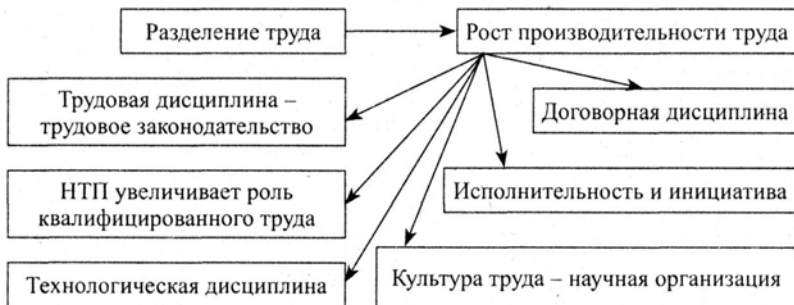 Разделение труда
Рост производительности труда
Трудовая дисциплина –
трудовое законодательство
Договорная дисциплина
НТП увеличивает роль
квалифицированного труда
Исполнительность и инициатива
Технологическая дисциплина
Культура труда – научная организация